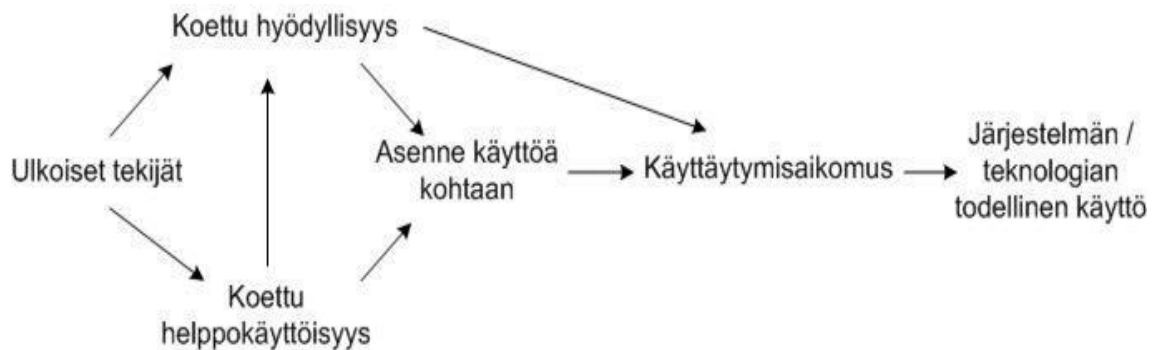 Koettu hyödyllisyys
Ulkoiset tekijät
Asenne käyttöä
kohtaan
Käyttäytymisaikomus
Järjestelmän /
teknologian
todellinen käyttö
Koettu
helppokäyttöisyys